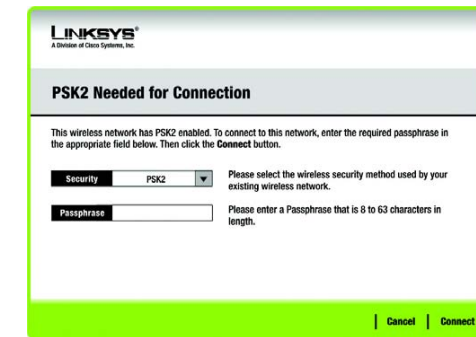 LINKSYS®
A Division of Cisco Systems, Inc.
PSK2 Needed for Connection
This wireless network has PSK2 enabled. To connect to this network, enter the required passphrase in
the appropriate field below. Then click the Connect button.
Security PSK2 Please select the wireless security method used by your
existing wireless network.
Passphrase Please enter a Passphrase that is 8 to 63 characters in
length.
Cancel Connect